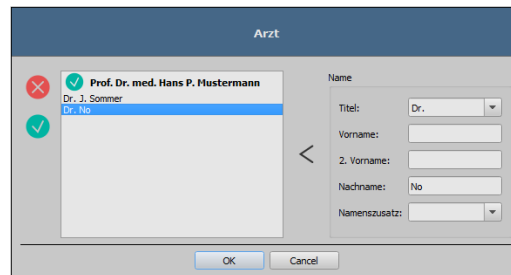 Arzt
Prof. Dr. med. Hans P. Mustermann
Dr. J. Sommer
Dr. No
Name
Titel: Dr.
Vorname:
2. Vorname:
Nachname: No
Namenszusatz:
OK Cancel